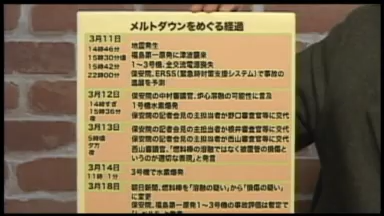 メルトダウンをめぐる経過
3月11日
14時46分 地震発生
15時30分頃 福島第一原発に津波襲来
15時42分 1〜3号機、全交流電源損失
22時00分 保安院、ERSS(緊急時対策支援システム)で事故の
進展を予測
3月12日 保安院の中村審議官、炉心溶融の可能性に言及
14時すぎ 1号機水素爆発
15時36分
夜 保安院の記者会見の主担当者が野口審査官等に交代
3月13日 保安院の記者会見の主担当者が根井審査官等に交代
5時頃
夕方 保安院の記者会見の主担当者が西山審議官等に交代
夜 西山審議官、「燃料棒の溶融ではなく被覆管の損傷と
いうのが適切な表現」と発言
3月14日
11時1分 3号機で水素爆発
3月18日 朝日新聞、燃料棒を「溶融の疑い」から「損傷の疑い」
に変更
保安院、福島第一原発1〜3号機の事故評価は暫定で